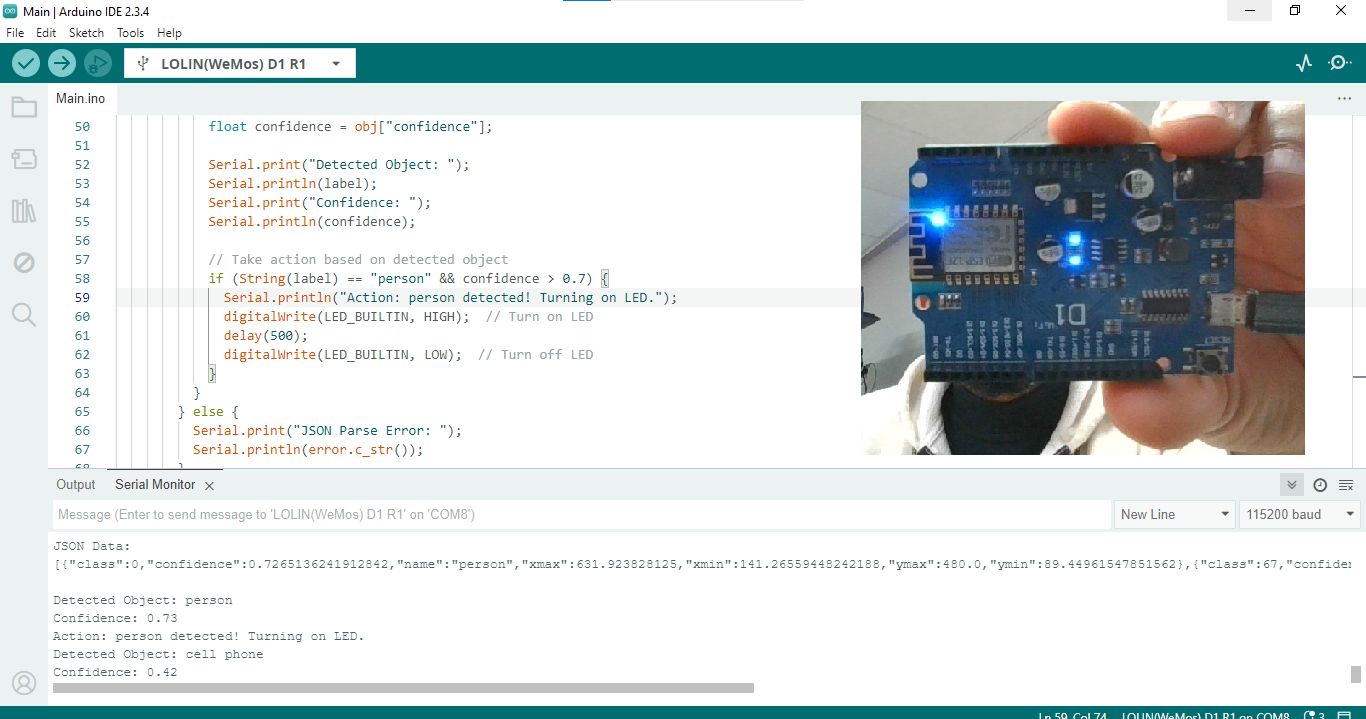 Main | Arduino IDE 2.3.4
File Edit Sketch Tools Help
LOLIN(WeMos) D1 R1
Main.ino
50 float confidence = obj["confidence"];
51
52 Serial.print("Detected Object: ");
53 Serial.println(label);
54 Serial.print("Confidence: ");
55 Serial.println(confidence);
56
57 // Take action based on detected object
58 if (String(label) == "person" && confidence > 0.7) {
59 Serial.println("Action: person detected! Turning on LED.");
60 digitalWrite(LED_BUILTIN, HIGH); // Turn on LED
61 delay(500);
62 digitalWrite(LED_BUILTIN, LOW); // Turn off LED
63 }
64 }
65 } else {
66 Serial.print("JSON Parse Error: ");
67 Serial.println(error.c_str());
68 }
D1
RESET
Output Serial Monitor
Message (Enter to send message to 'LOLIN(WeMos) D1 R1' on 'COM8')
New Line
115200 baud
JSON Data:
[{"class":0,"confidence":0.7265136241912842,"name":"person","xmax":631.923828125,"xmin":141.26559448242188,"ymax":480.0,"ymin":89.44961547851562},{"class":67,"confiden
Detected Object: person
Confidence: 0.73
Action: person detected! Turning on LED.
Detected Object: cell phone
Confidence: 0.42
Ln 59, Col 74 LOLIN(WeMos) D1 R1 on COM8 3